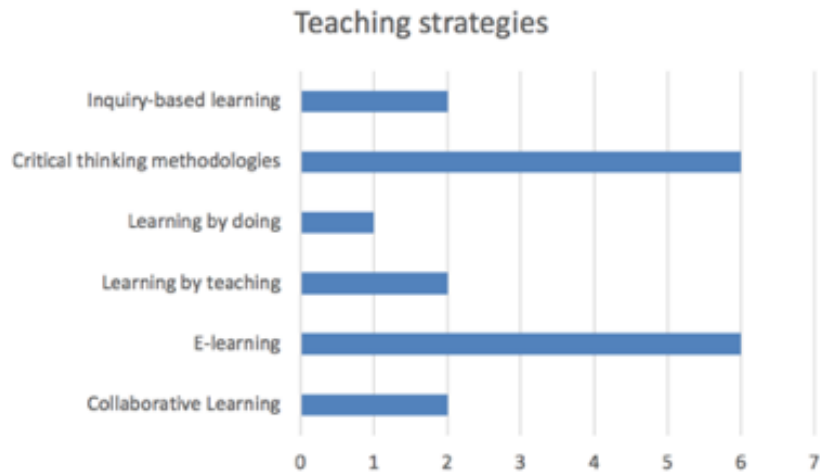 Teaching strategies
Inquiry-based learning
Critical thinking methodologies
Learning by doing
Learning by teaching
E-learning
Collaborative Learning
0 1 2 3 4 5 6 7